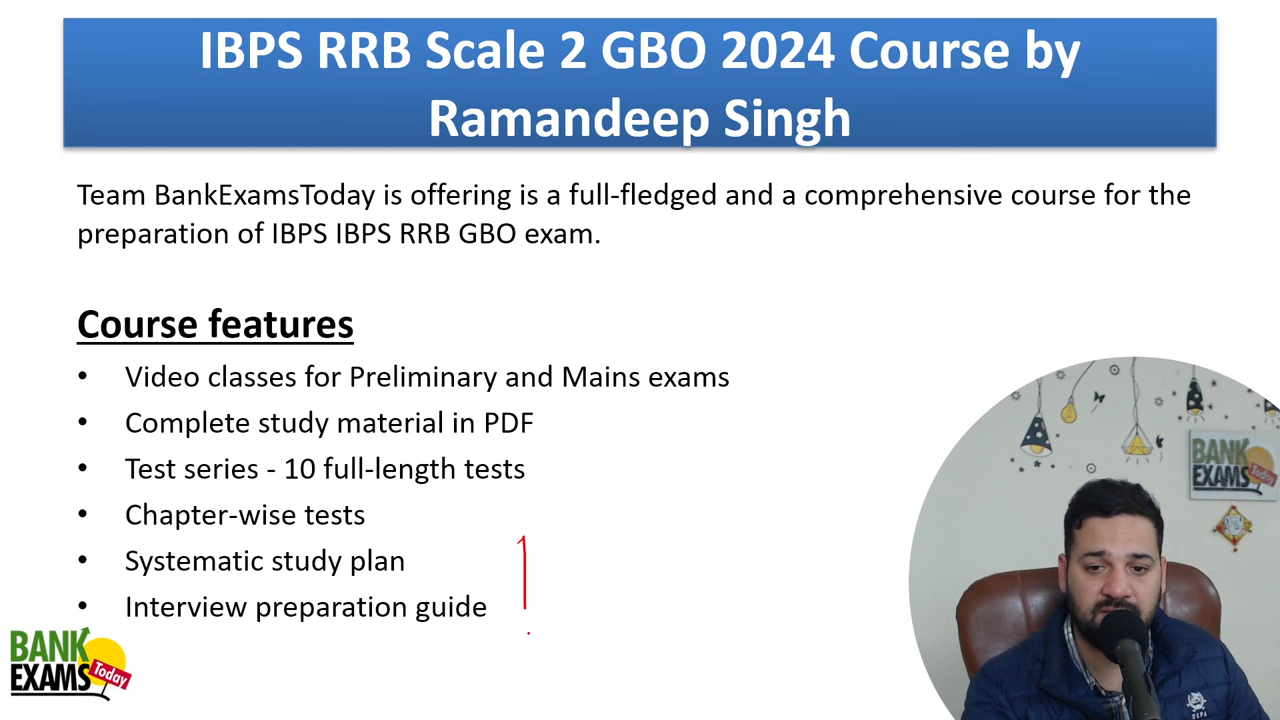 IBPS RRB Scale 2 GBO 2024 Course by
Ramandeep Singh
Team BankExamsToday is offering is a full-fledged and a comprehensive course for the
preparation of IBPS IBPS RRB GBO exam.
Course features
• Video classes for Preliminary and Mains exams
• Complete study material in PDF
• Test series - 10 full-length tests
• Chapter-wise tests
• Systematic study plan
• Interview preparation guide
BANK
EXAMS
Today
BANK
EXAMS
Today